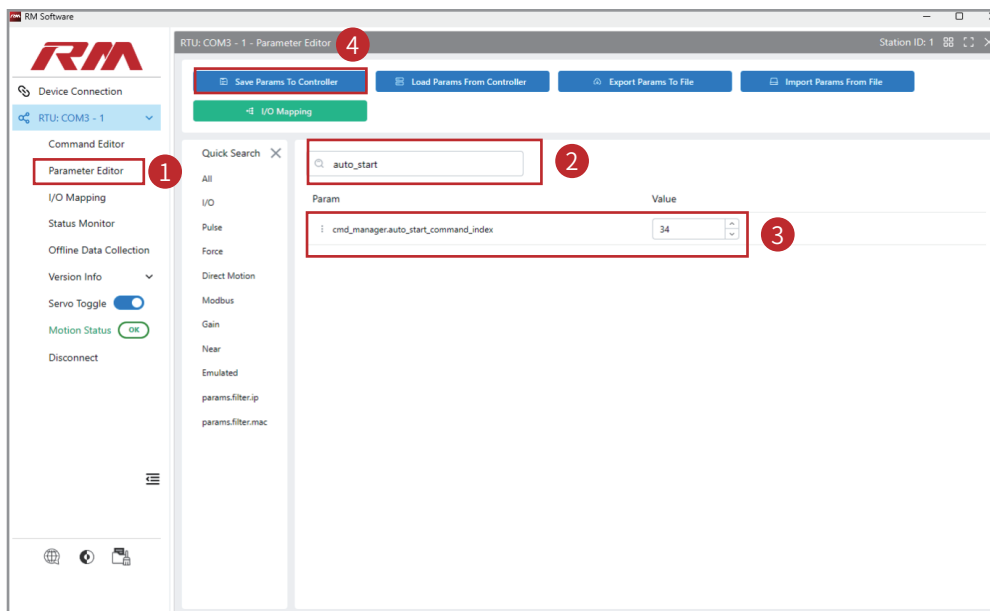 RM RM Software
RTU: COM3 - 1 - Parameter Editor
4
Station ID: 1
RM
Device Connection
RTU: COM3 - 1
Command Editor
Parameter Editor
1
I/O Mapping
Status Monitor
Offline Data Collection
Version Info
Servo Toggle
Motion Status OK
Disconnect
Save Params To Controller
Load Params From Controller
Export Params To File
Import Params From File
I/O Mapping
Quick Search
All
I/O
Pulse
Force
Direct Motion
Modbus
Gain
Near
Emulated
params.filter.ip
params.filter.mac
auto_start
2
Param Value
cmd_manager.auto_start_command_index 34
3